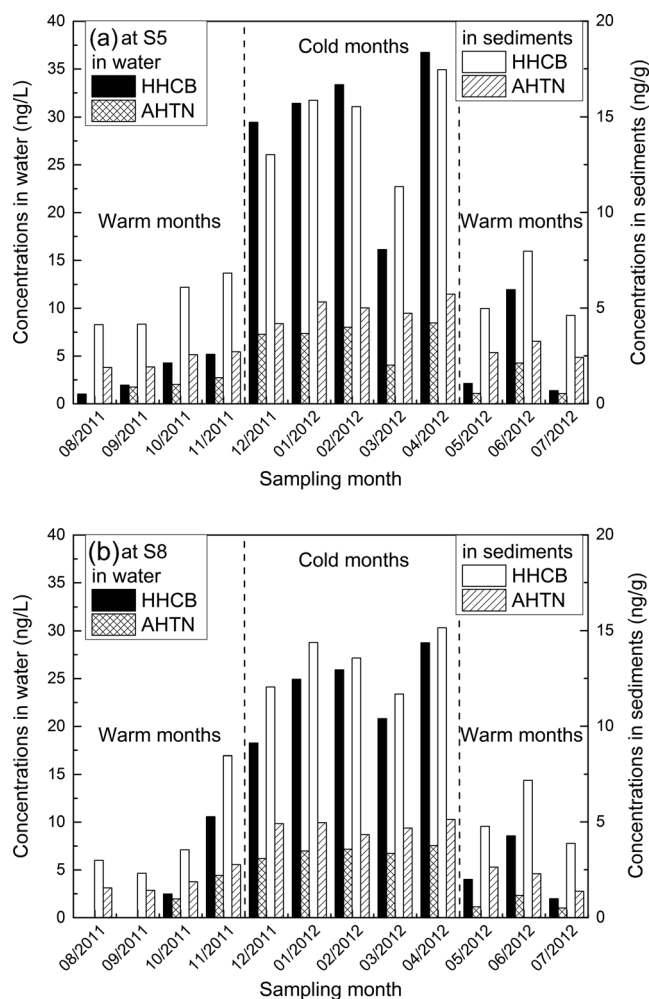 (a) at S5
in water
HHCB
AHTN
Cold months
in sediments
HHCB
AHTN
Warm months
Warm months
Concentrations in water (ng/L)
0
5
10
15
20
25
30
35
40
Concentrations in sediments (ng/g)
0
5
10
15
20
08/2011
09/2011
10/2011
11/2011
12/2011
01/2012
02/2012
03/2012
04/2012
05/2012
06/2012
07/2012
Sampling month
(b) at S8
in water
HHCB
AHTN
Cold months
in sediments
HHCB
AHTN
Warm months
Warm months
Concentrations in water (ng/L)
0
5
10
15
20
25
30
35
40
Concentrations in sediments (ng/g)
0
5
10
15
20
08/2011
09/2011
10/2011
11/2011
12/2011
01/2012
02/2012
03/2012
04/2012
05/2012
06/2012
07/2012
Sampling month